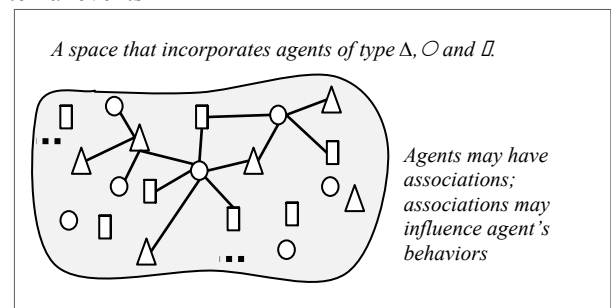 A space that incorporates agents of type Δ, ○ and ▯.
Agents may have
associations;
associations may
influence agent's
behaviors